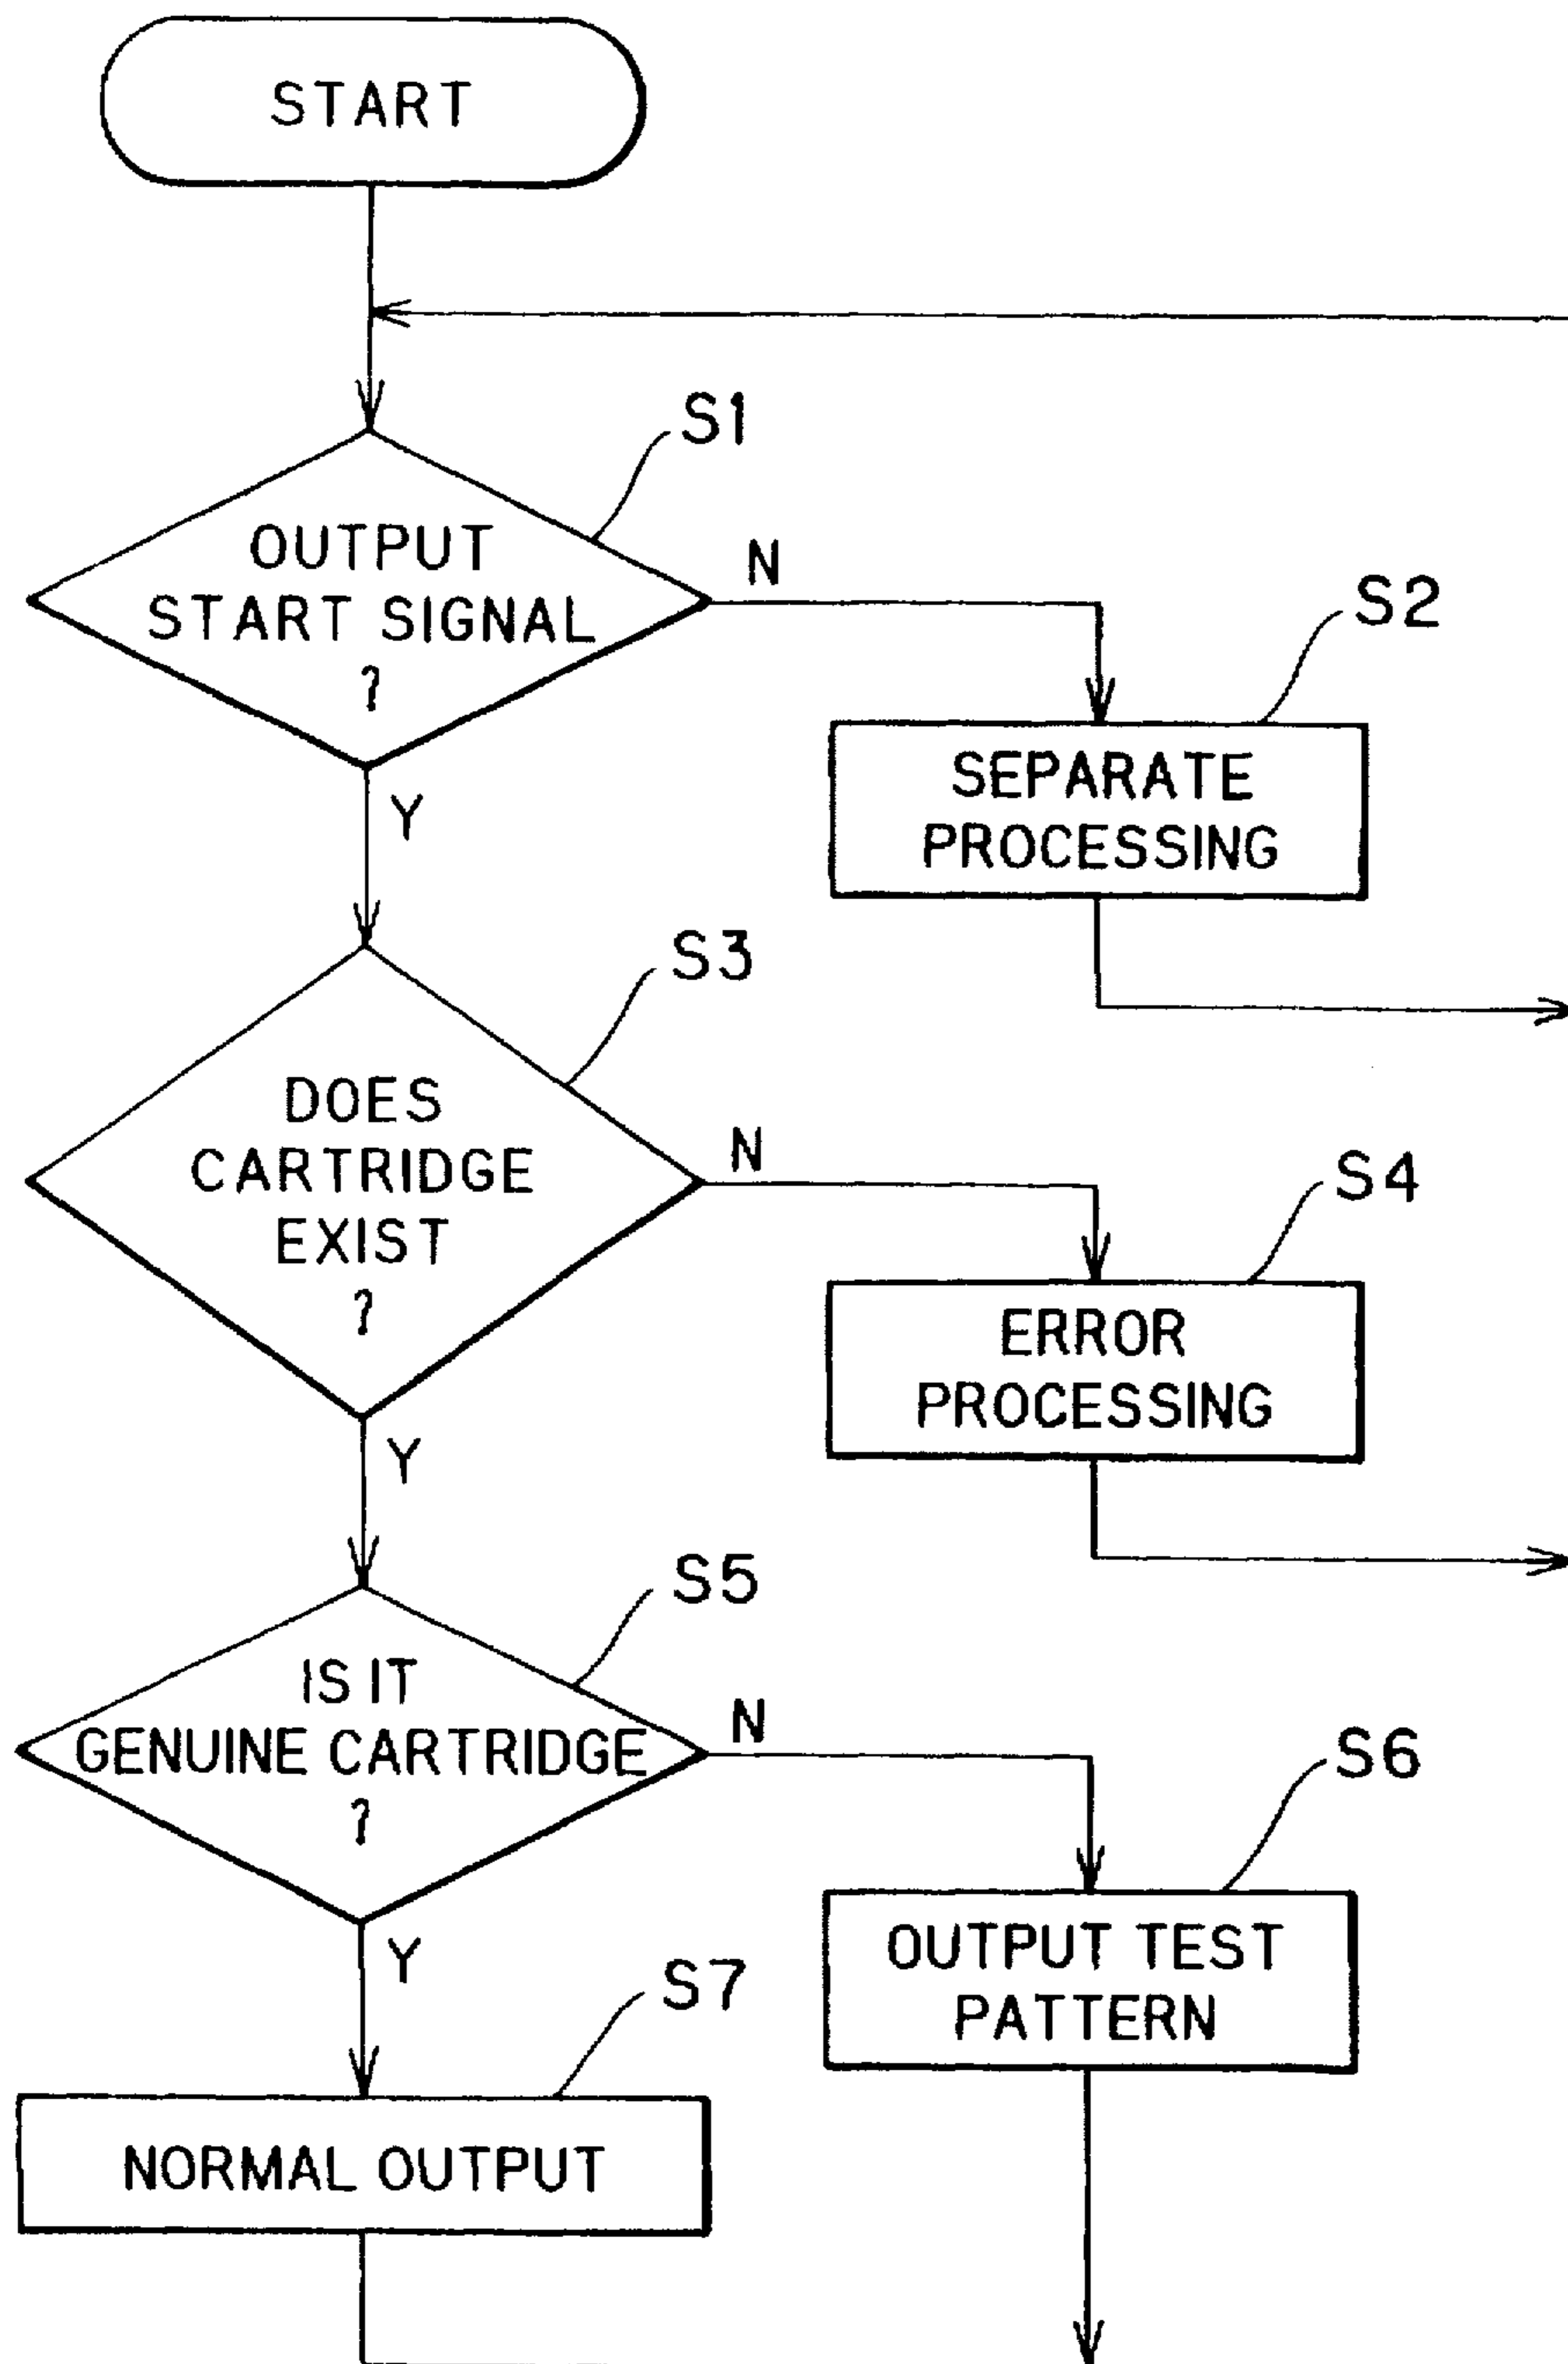 START
S1
OUTPUT
START SIGNAL
?
N
Y
S2
SEPARATE
PROCESSING
S3
DOES
CARTRIDGE
EXIST
?
N
Y
S4
ERROR
PROCESSING
S5
IS IT
GENUINE CARTRIDGE
?
N
Y
S6
OUTPUT TEST
PATTERN
S7
NORMAL OUTPUT